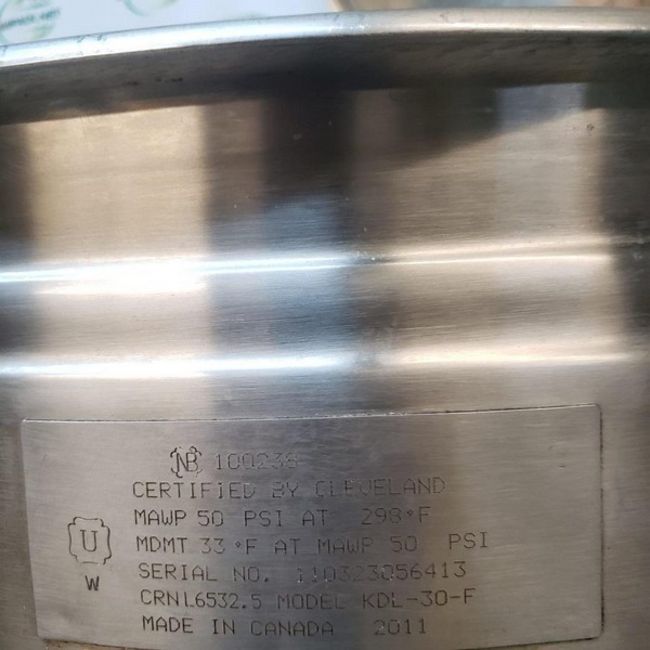 NB 100238
CERTIFIED BY CLEVELAND
MAWP 50 PSI AT 298°F
MDMT 33°F AT MAWP 50 PSI
U
W
SERIAL NO. 110323056413
CRN L6532.5 MODEL KDL-30-F
MADE IN CANADA 2011